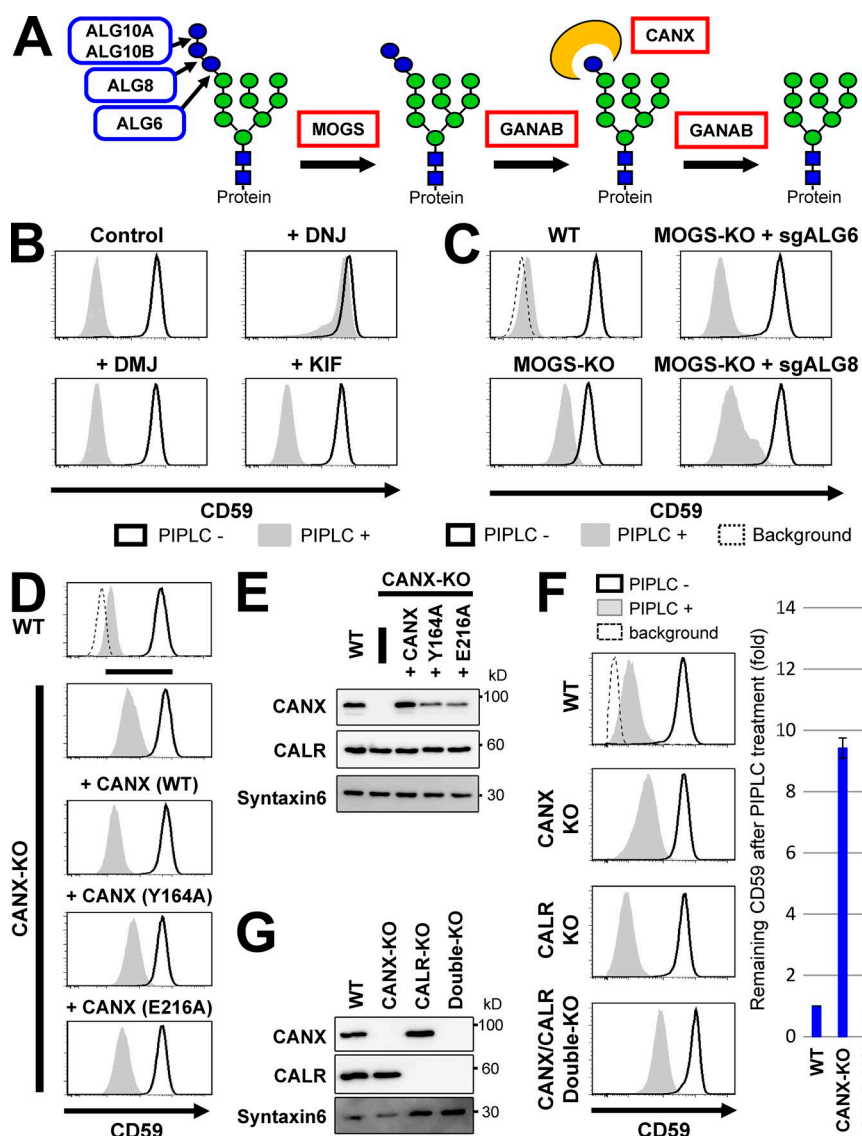 A
ALG10A
ALG10B
ALG8
ALG6
MOGS
GANAB
CANX
GANAB
Protein
Protein
Protein
Protein
B
Control
+ DNJ
+ DMJ
+ KIF
CD59
PIPLC -
PIPLC +
C
WT
MOGS-KO + sgALG6
MOGS-KO
MOGS-KO + sgALG8
CD59
PIPLC -
PIPLC +
Background
D
WT
CANX-KO
+ CANX (WT)
+ CANX (Y164A)
+ CANX (E216A)
CD59
E
CANX-KO
WT
+ CANX
+ Y164A
+ E216A
kD
CANX
100
CALR
60
Syntaxin6
30
F
PIPLC -
PIPLC +
background
WT
CANX
KO
CALR
KO
CANX/CALR
Double-KO
CD59
Remaining CD59 after PIPLC treatment (fold)
14
12
10
8
6
4
2
0
WT
CANX-KO
G
WT
CANX-KO
CALR-KO
Double-KO
kD
CANX
100
CALR
60
Syntaxin6
30